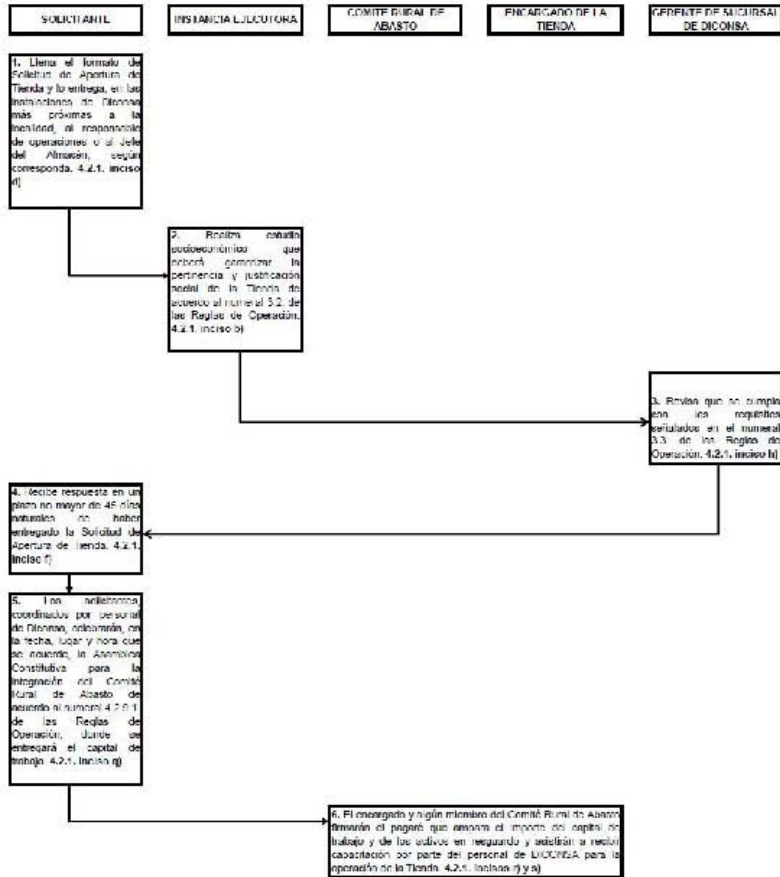 SOLICITANTE
INSTANCIA EJECUTORA
COMITE RURAL DE
ABASTO
ENCARGADO DE LA
TIENDA
GERENTE DE SUCURSAL
DE DICONSA
1. Llena el formato de
Solicitud de Apertura de
Tienda y lo entrega, en las
instalaciones de Diconsa
más próximas a la
localidad, al responsable
de operaciones o al Jefe
del Almacén, según
corresponda. 4.2.1. inciso
d)
2. Realiza estudio
socioeconómico que
deberá garantizar la
pertinencia y justificación
social de la Tienda de
acuerdo al numeral 3.2. de
las Reglas de Operación.
4.2.1. inciso b)
3. Revisa que se cumpla
con los requisitos
señalados en el numeral
3.3. de las Reglas de
Operación. 4.2.1. inciso h)
4. Recibe respuesta en un
plazo no mayor de 45 días
naturales de haber
entregado la Solicitud de
Apertura de Tienda. 4.2.1.
inciso f)
5. Los solicitantes,
coordinados por personal
de Diconsa, celebrarán, en
la fecha, lugar y hora que
se acuerde, la Asamblea
Constitutiva para la
integración del Comité
Rural de Abasto de
acuerdo al numeral 4.2.9.1.
de las Reglas de
Operación, donde se
entregará el capital de
trabajo. 4.2.1. inciso q)
6. El encargado y algún miembro del Comité Rural de Abasto
firmarán el pagaré que ampara el importe del capital de
trabajo y de los activos en resguardo y asistirán a recibir
capacitación por parte del personal de DICONSA para la
operación de la Tienda. 4.2.1. incisos r) y s)